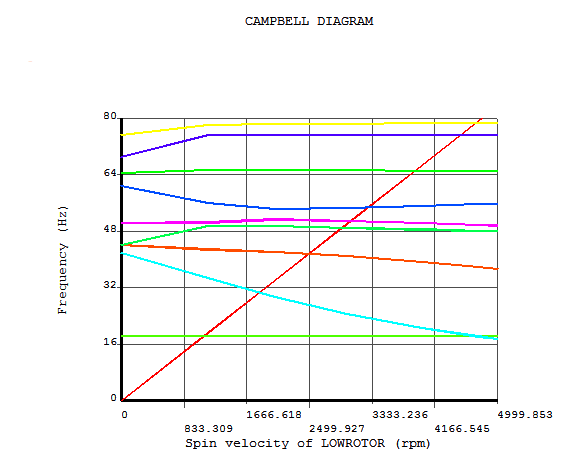 CAMPBELL DIAGRAM
80
64
48
32
16
0
Frequency (Hz)
0 1666.618 3333.236 4999.853
833.309 2499.927 4166.545
Spin velocity of LOWROTOR (rpm)